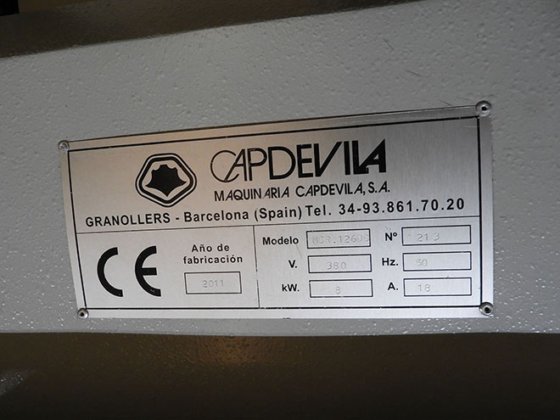 CAPDEVILA
MAQUINARIA CAPDEVILA, S.A.
GRANOLLERS - Barcelona (Spain) Tel. 34-93.861.70.20
CE
Año de
fabricación
2011
Modelo Nº 213
V. 380 Hz. 50
kW. 8 A. 18